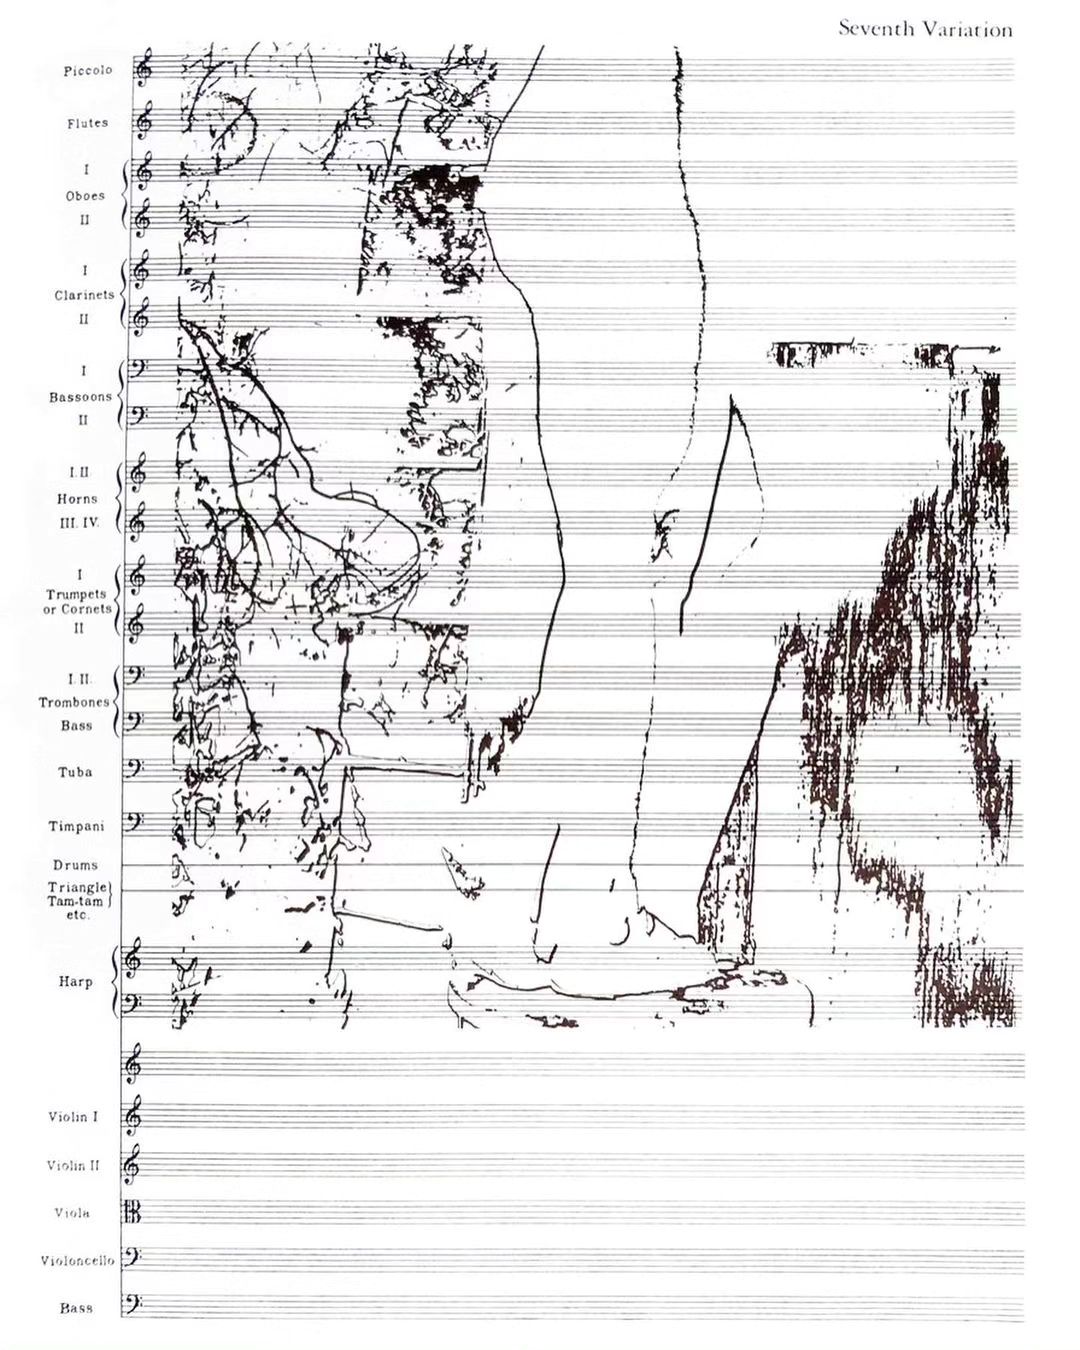 Seventh Variation
Piccolo
Flutes
I
Oboes
II
I
Clarinets
II
I
Bassoons
II
I. II
Horns
III. IV.
I
Trumpets
or Cornets
II
I. II.
Trombones
Bass
Tuba
Timpani
Drums
Triangle
Tam-tam
etc.
Harp
Violin I
Violin II
Viola
Violoncello
Bass